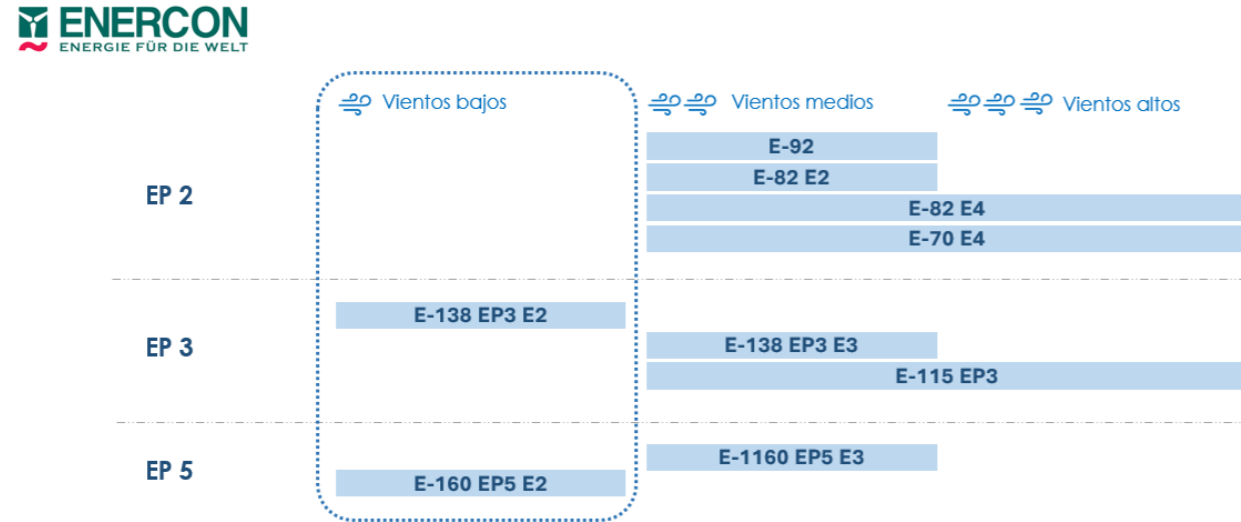 ENERCON
ENERGIE FÜR DIE WELT
Vientos bajos
Vientos medios
Vientos altos
EP 2
E-92
E-82 E2
E-82 E4
E-70 E4
EP 3
E-138 EP3 E2
E-138 EP3 E3
E-115 EP3
EP 5
E-1160 EP5 E3
E-160 EP5 E2